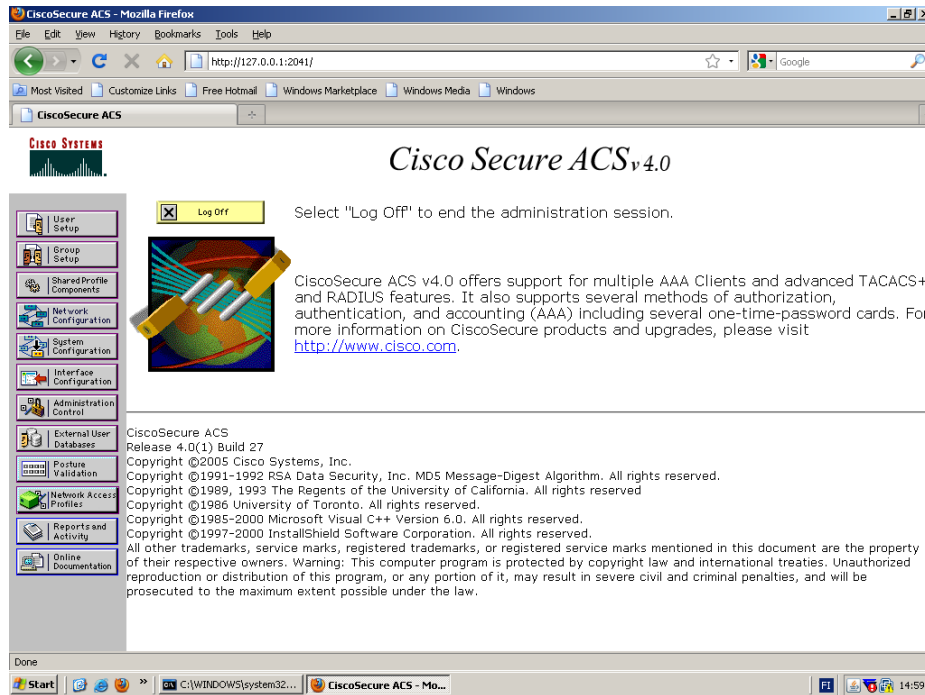 CiscoSecure ACS - Mozilla Firefox
File Edit View History Bookmarks Tools Help
http://127.0.0.1:2041/
Google
Most Visited Customize Links Free Hotmail Windows Marketplace Windows Media Windows
CiscoSecure ACS
CISCO SYSTEMS
Cisco Secure ACS v 4.0
Log Off
Select "Log Off" to end the administration session.
User
Setup
Group
Setup
Shared Profile
Components
Network
Configuration
System
Configuration
Interface
Configuration
Administration
Control
External User
Databases
Posture
Validation
Network Access
Profiles
Reports and
Activity
Online
Documentation
CiscoSecure ACS v4.0 offers support for multiple AAA Clients and advanced TACACS+
and RADIUS features. It also supports several methods of authorization,
authentication, and accounting (AAA) including several one-time-password cards. For
more information on CiscoSecure products and upgrades, please visit
http://www.cisco.com.
CiscoSecure ACS
Release 4.0(1) Build 27
Copyright ©2005 Cisco Systems, Inc.
Copyright ©1991-1992 RSA Data Security, Inc. MD5 Message-Digest Algorithm. All rights reserved.
Copyright ©1989, 1993 The Regents of the University of California. All rights reserved
Copyright ©1986 University of Toronto. All rights reserved.
Copyright ©1985-2000 Microsoft Visual C++ Version 6.0. All rights reserved.
Copyright ©1997-2000 InstallShield Software Corporation. All rights reserved.
All other trademarks, service marks, registered trademarks, or registered service marks mentioned in this document are the property
of their respective owners. Warning: This computer program is protected by copyright law and international treaties. Unauthorized
reproduction or distribution of this program, or any portion of it, may result in severe civil and criminal penalties, and will be
prosecuted to the maximum extent possible under the law.
Done
Start C:\WINDOWS\system32... CiscoSecure ACS - Mo... FI 14:59